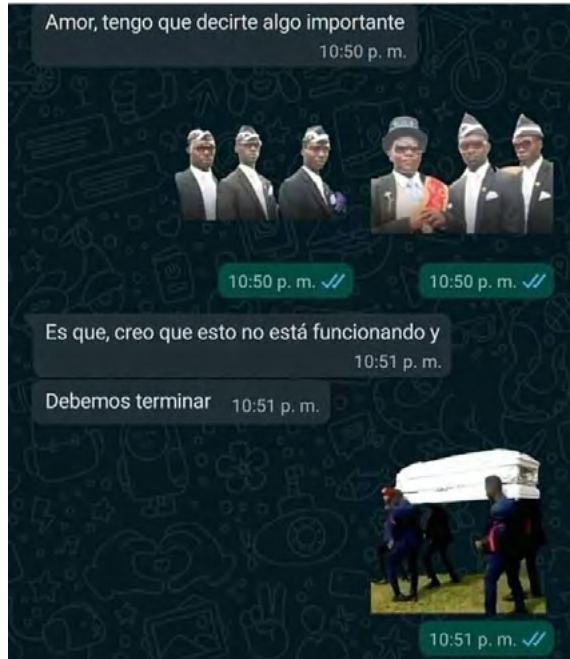 Amor, tengo que decirte algo importante
10:50 p. m.
10:50 p. m.
10:50 p. m.
Es que, creo que esto no está funcionando y
10:51 p. m.
Debemos terminar 10:51 p. m.
10:51 p. m.